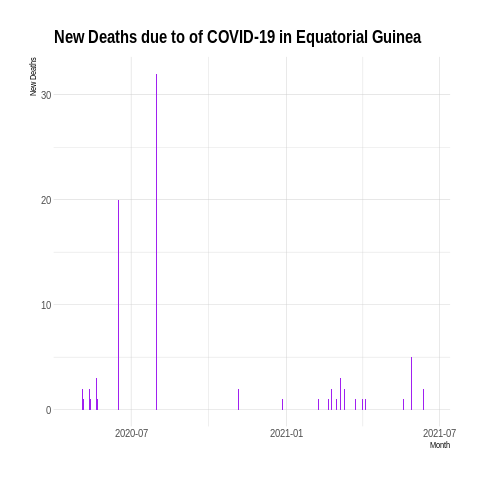 New Deaths due to of COVID-19 in Equatorial Guinea
New Deaths
30
20
10
0
2020-07
2021-01
2021-07
Month